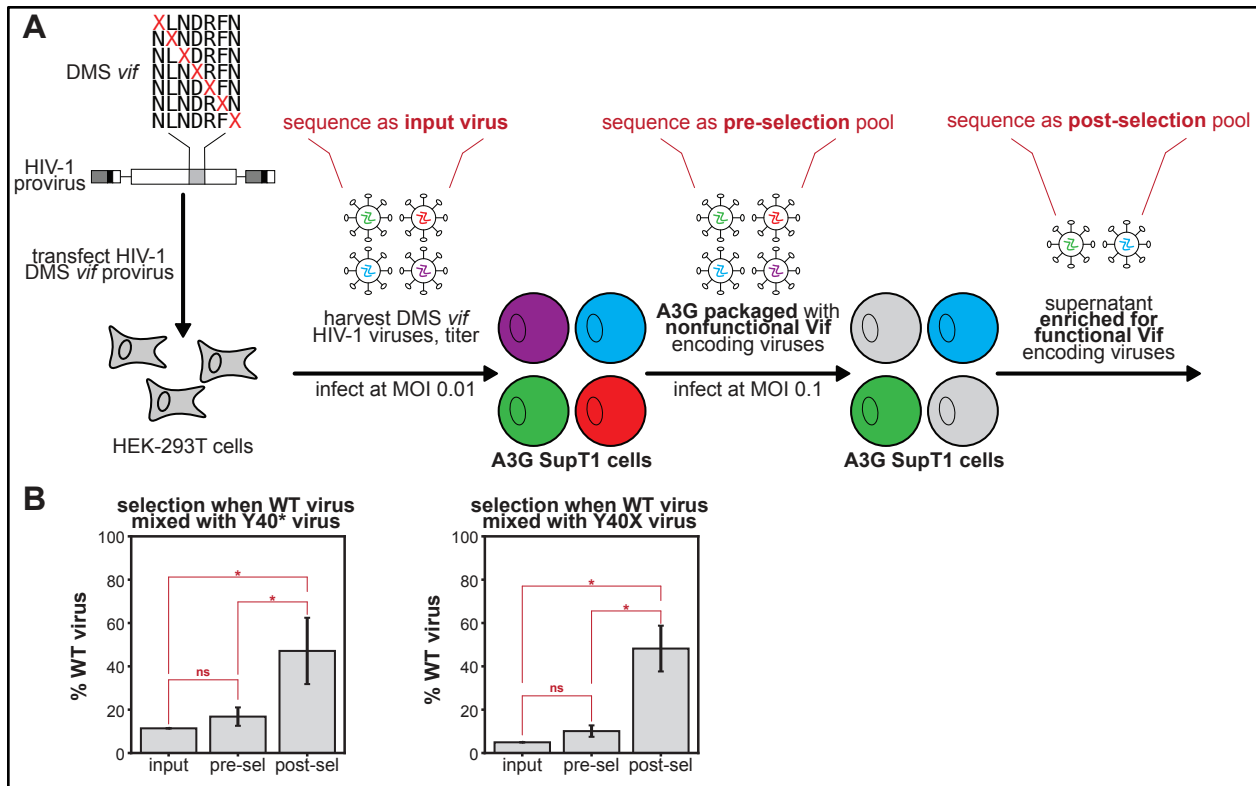 A
DMS vif
XLNDRFN
NXNDRFN
NLXDRFN
NLNXRFN
NLNDXFN
NLNDRXN
NLNDRFX
HIV-1
provirus
transfect HIV-1
DMS vif provirus
HEK-293T cells
sequence as input virus
harvest DMS vif
HIV-1 viruses, titer
infect at MOI 0.01
A3G SupT1 cells
sequence as pre-selection pool
A3G packaged with
nonfunctional Vif
encoding viruses
infect at MOI 0.1
A3G SupT1 cells
sequence as post-selection pool
supernatant
enriched for
functional Vif
encoding viruses
B
selection when WT virus
mixed with Y40* virus
% WT virus
100
80
60
40
20
0
*
*
ns
input pre-sel post-sel
selection when WT virus
mixed with Y40X virus
% WT virus
100
80
60
40
20
0
*
*
ns
input pre-sel post-sel